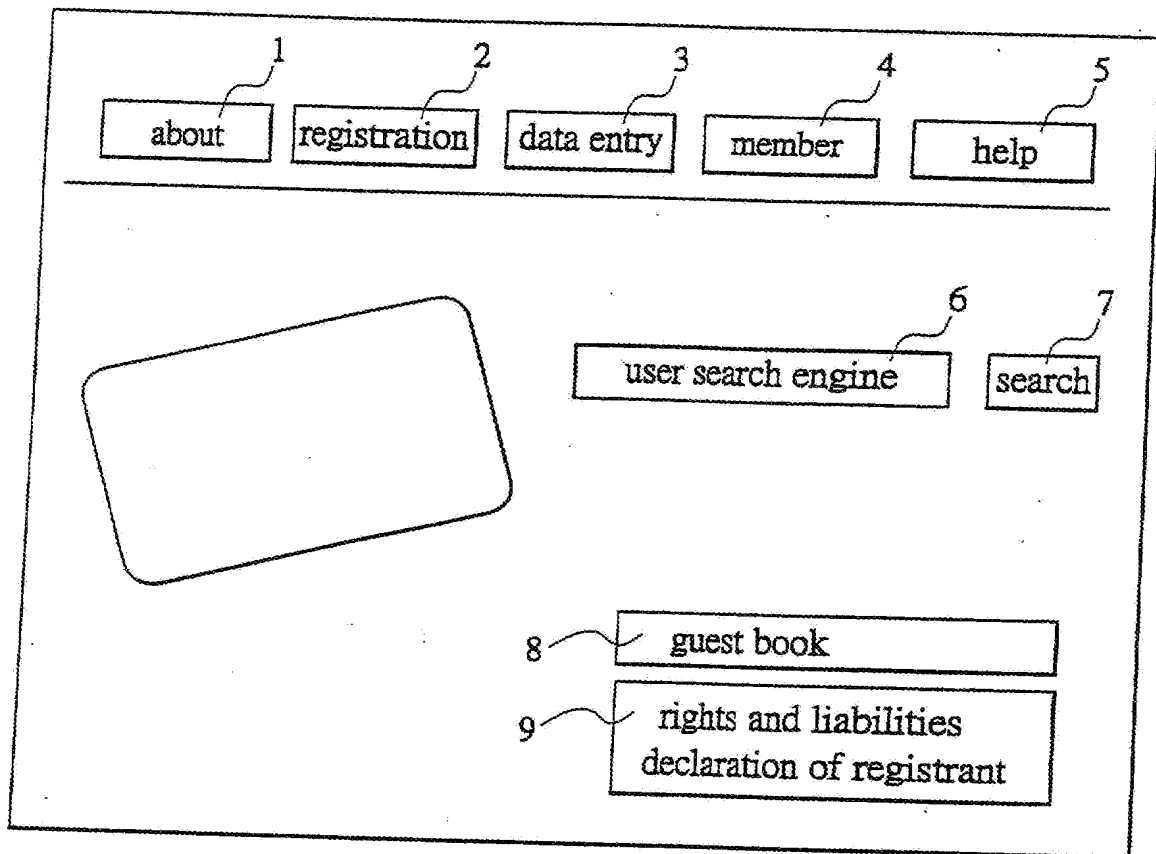 1 2 3 4 5
about registration data entry member help
6 7
user search engine search
8 guest book
9 rights and liabilities
declaration of registrant